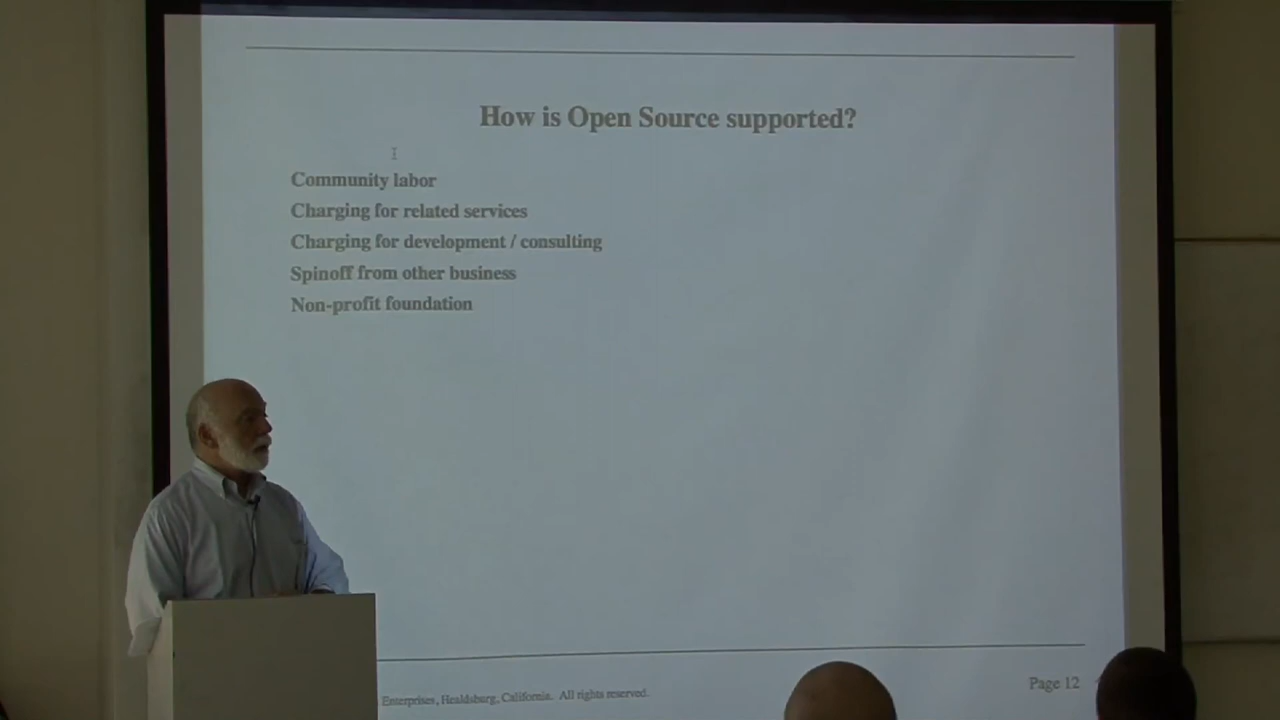 How is Open Source supported?
Community labor
Charging for related services
Charging for development / consulting
Spinoff from other business
Non-profit foundation
Enterprises, Healdsburg, California. All rights reserved.
Page 12